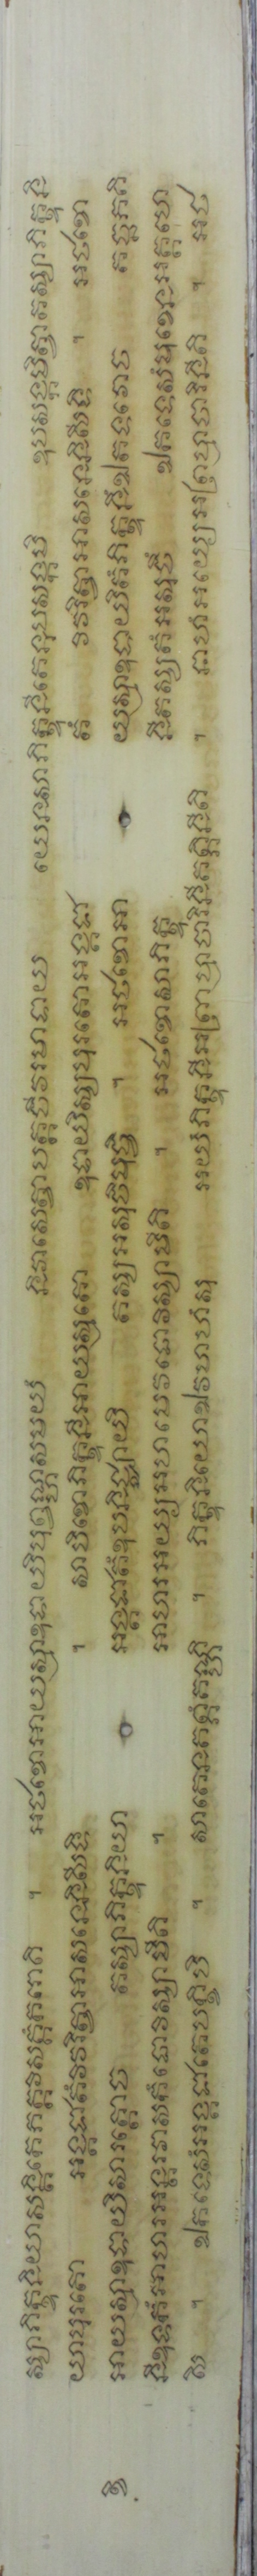 ស្សាភិក្ខុនិយាសន្តិកេភត្តវិសគ្គំករោតិ ។ អថខោអាយស្មាឧទាយិបុព្វណ្ហសមយំ និវាសេត្វាបត្តចីវរមាទាយ យេនសាភិក្ខុនីតេនុបសង្កមិ ឧបសង្កមិត្វាតស្សាភិក្ខុនិ
យាបុរតោ អង្គជាតំវិវរិត្វាអាសនេនិសីទិ ។ សាបិខោភិក្ខុនីអាយស្មតោ ឧទាយិស្សបុរតោអង្គជា តំ វិវរិត្វាអាសនេនិសីទិ ។ អថខោ
អាយស្មាឧទាយិសារត្តោ តស្សាភិក្ខុនិយា អង្គជាតំឧបនិជ្ឈាយិ តស្សអសុចិមុច្ចិ ។ អថខោអា យស្មាឧទាយិតំភិក្ខុនឹឯតទវោច គច្ឆភគិ
នីឧទកំអាហរអន្តរវាសកំធោវិស្សាមីតិ ។ អាហរអយ្យអហមេវធោវិស្សាមីតិ ។ អថខោសាភិក្ខុ នីតស្សតំអសុចឹ ឯកទេសំមុខេនអគ្គហេ
សិ ។ ឯកទេសំអង្គជាតេបក្ខិបិ ។ សាតេនគព្ភំគណ្ហិ ។ ភិក្ខុនិយោឯវមាហំសុ អយំភិក្ខុនីអព្រហ្មចារិនីគព្ភិនីតិ ។ នាហំអយ្យេអព្រហ្មចារិនីតិ ។ អថ